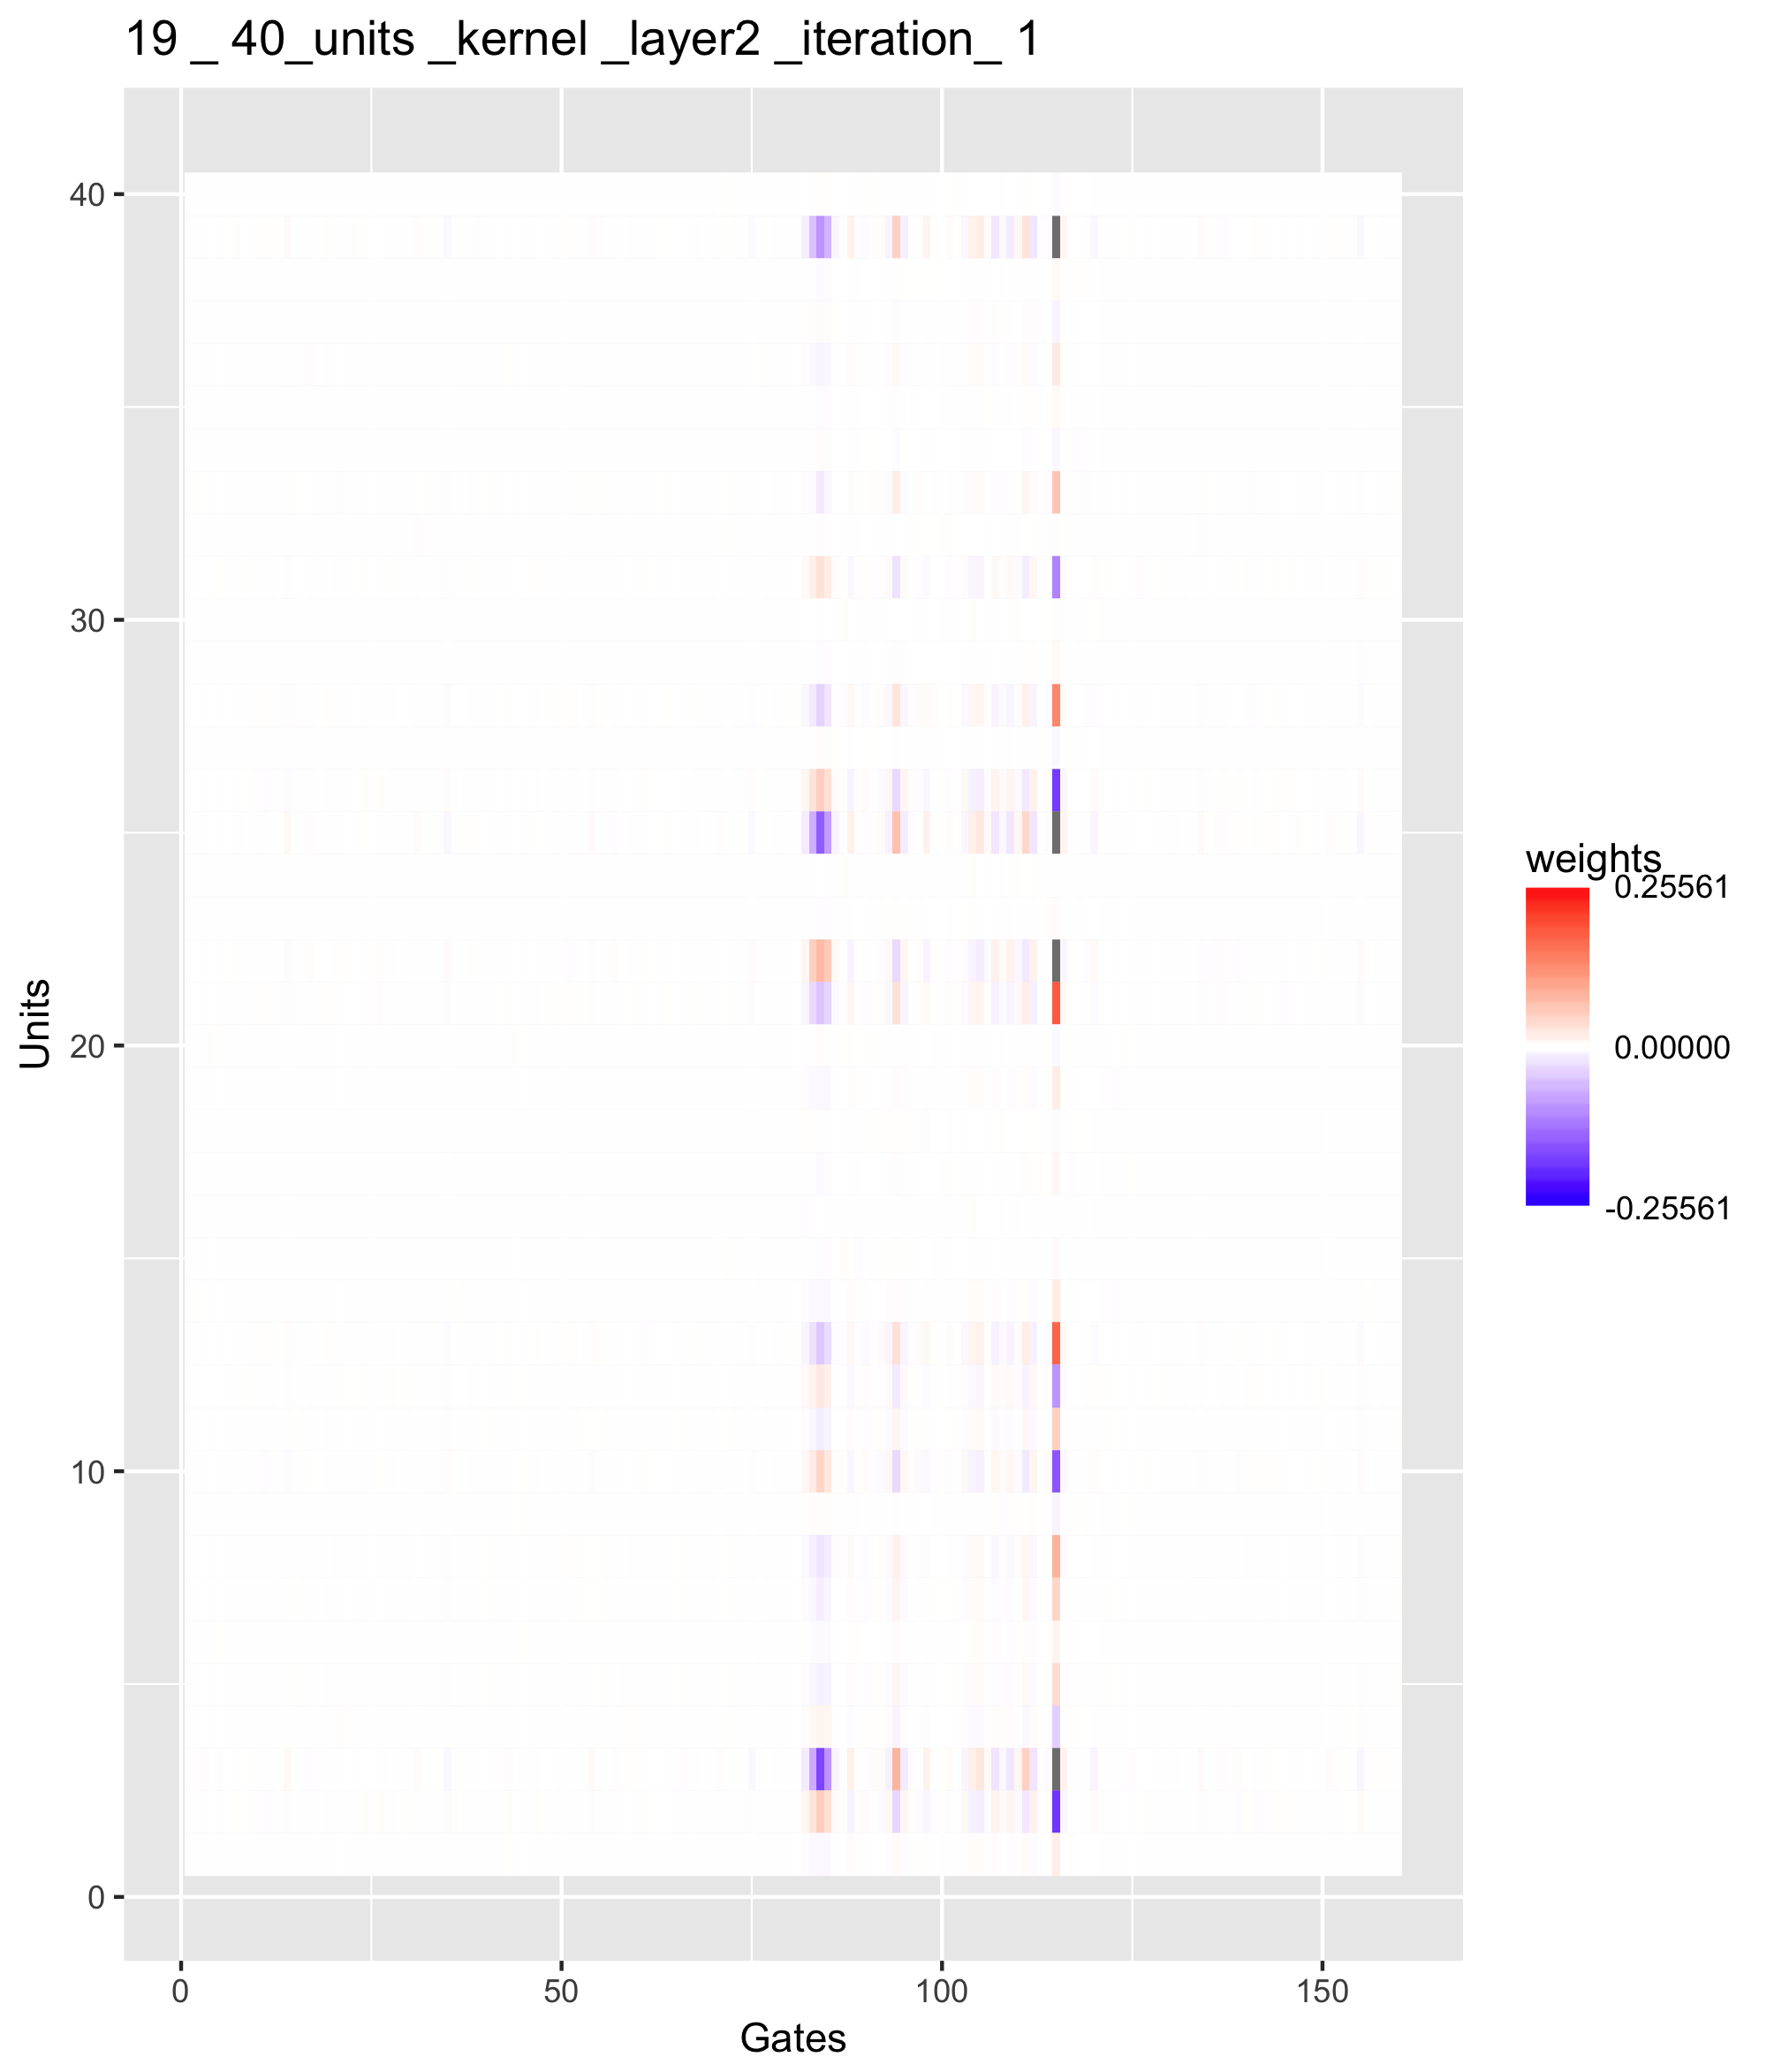 19 _ 40_units _kernel _layer2 _iteration_ 1
40
30
20
10
0
Units
0 50 100 150
Gates
weights
0.25561
0.00000
-0.25561